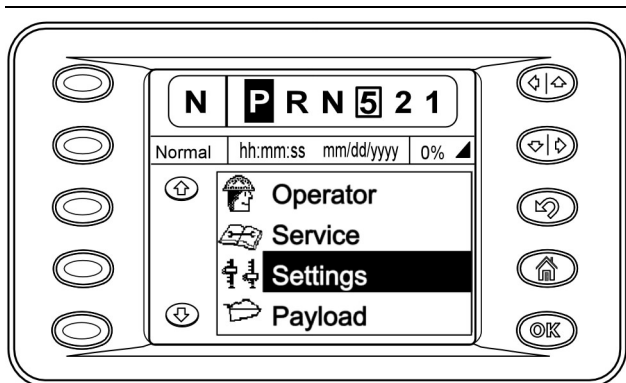 N P R N 5 2 1
Normal hh:mm:ss mm/dd/yyyy 0%
Operator
Service
Settings
Payload
OK